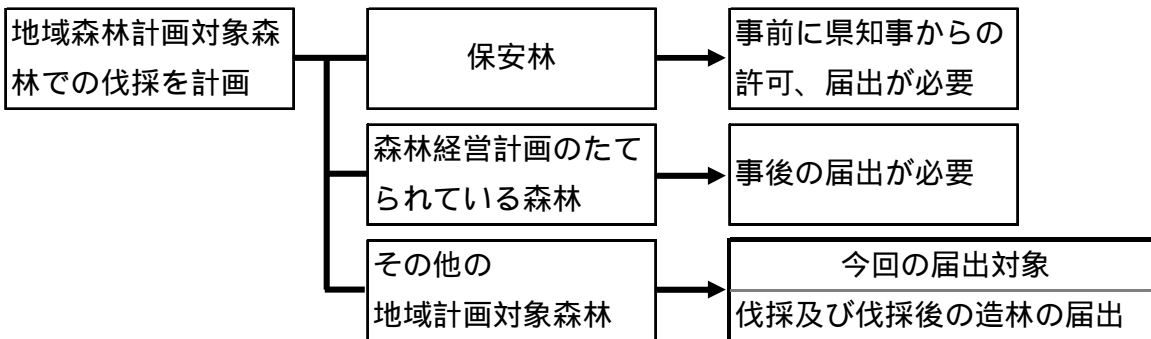 地域森林計画対象森
林での伐採を計画
保安林
事前に県知事からの
許可、届出が必要
森林経営計画のたて
られている森林
事後の届出が必要
その他の
地域計画対象森林
今回の届出対象
伐採及び伐採後の造林の届出